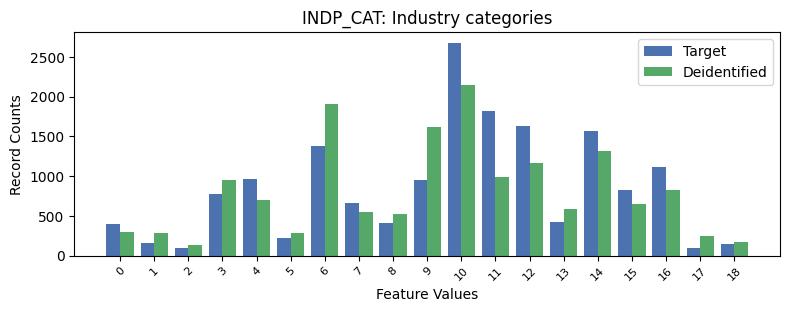 INDP_CAT: Industry categories
Target
Deidentified
Record Counts
2500
2000
1500
1000
500
0
0 1 2 3 4 5 6 7 8 9 10 11 12 13 14 15 16 17 18
Feature Values